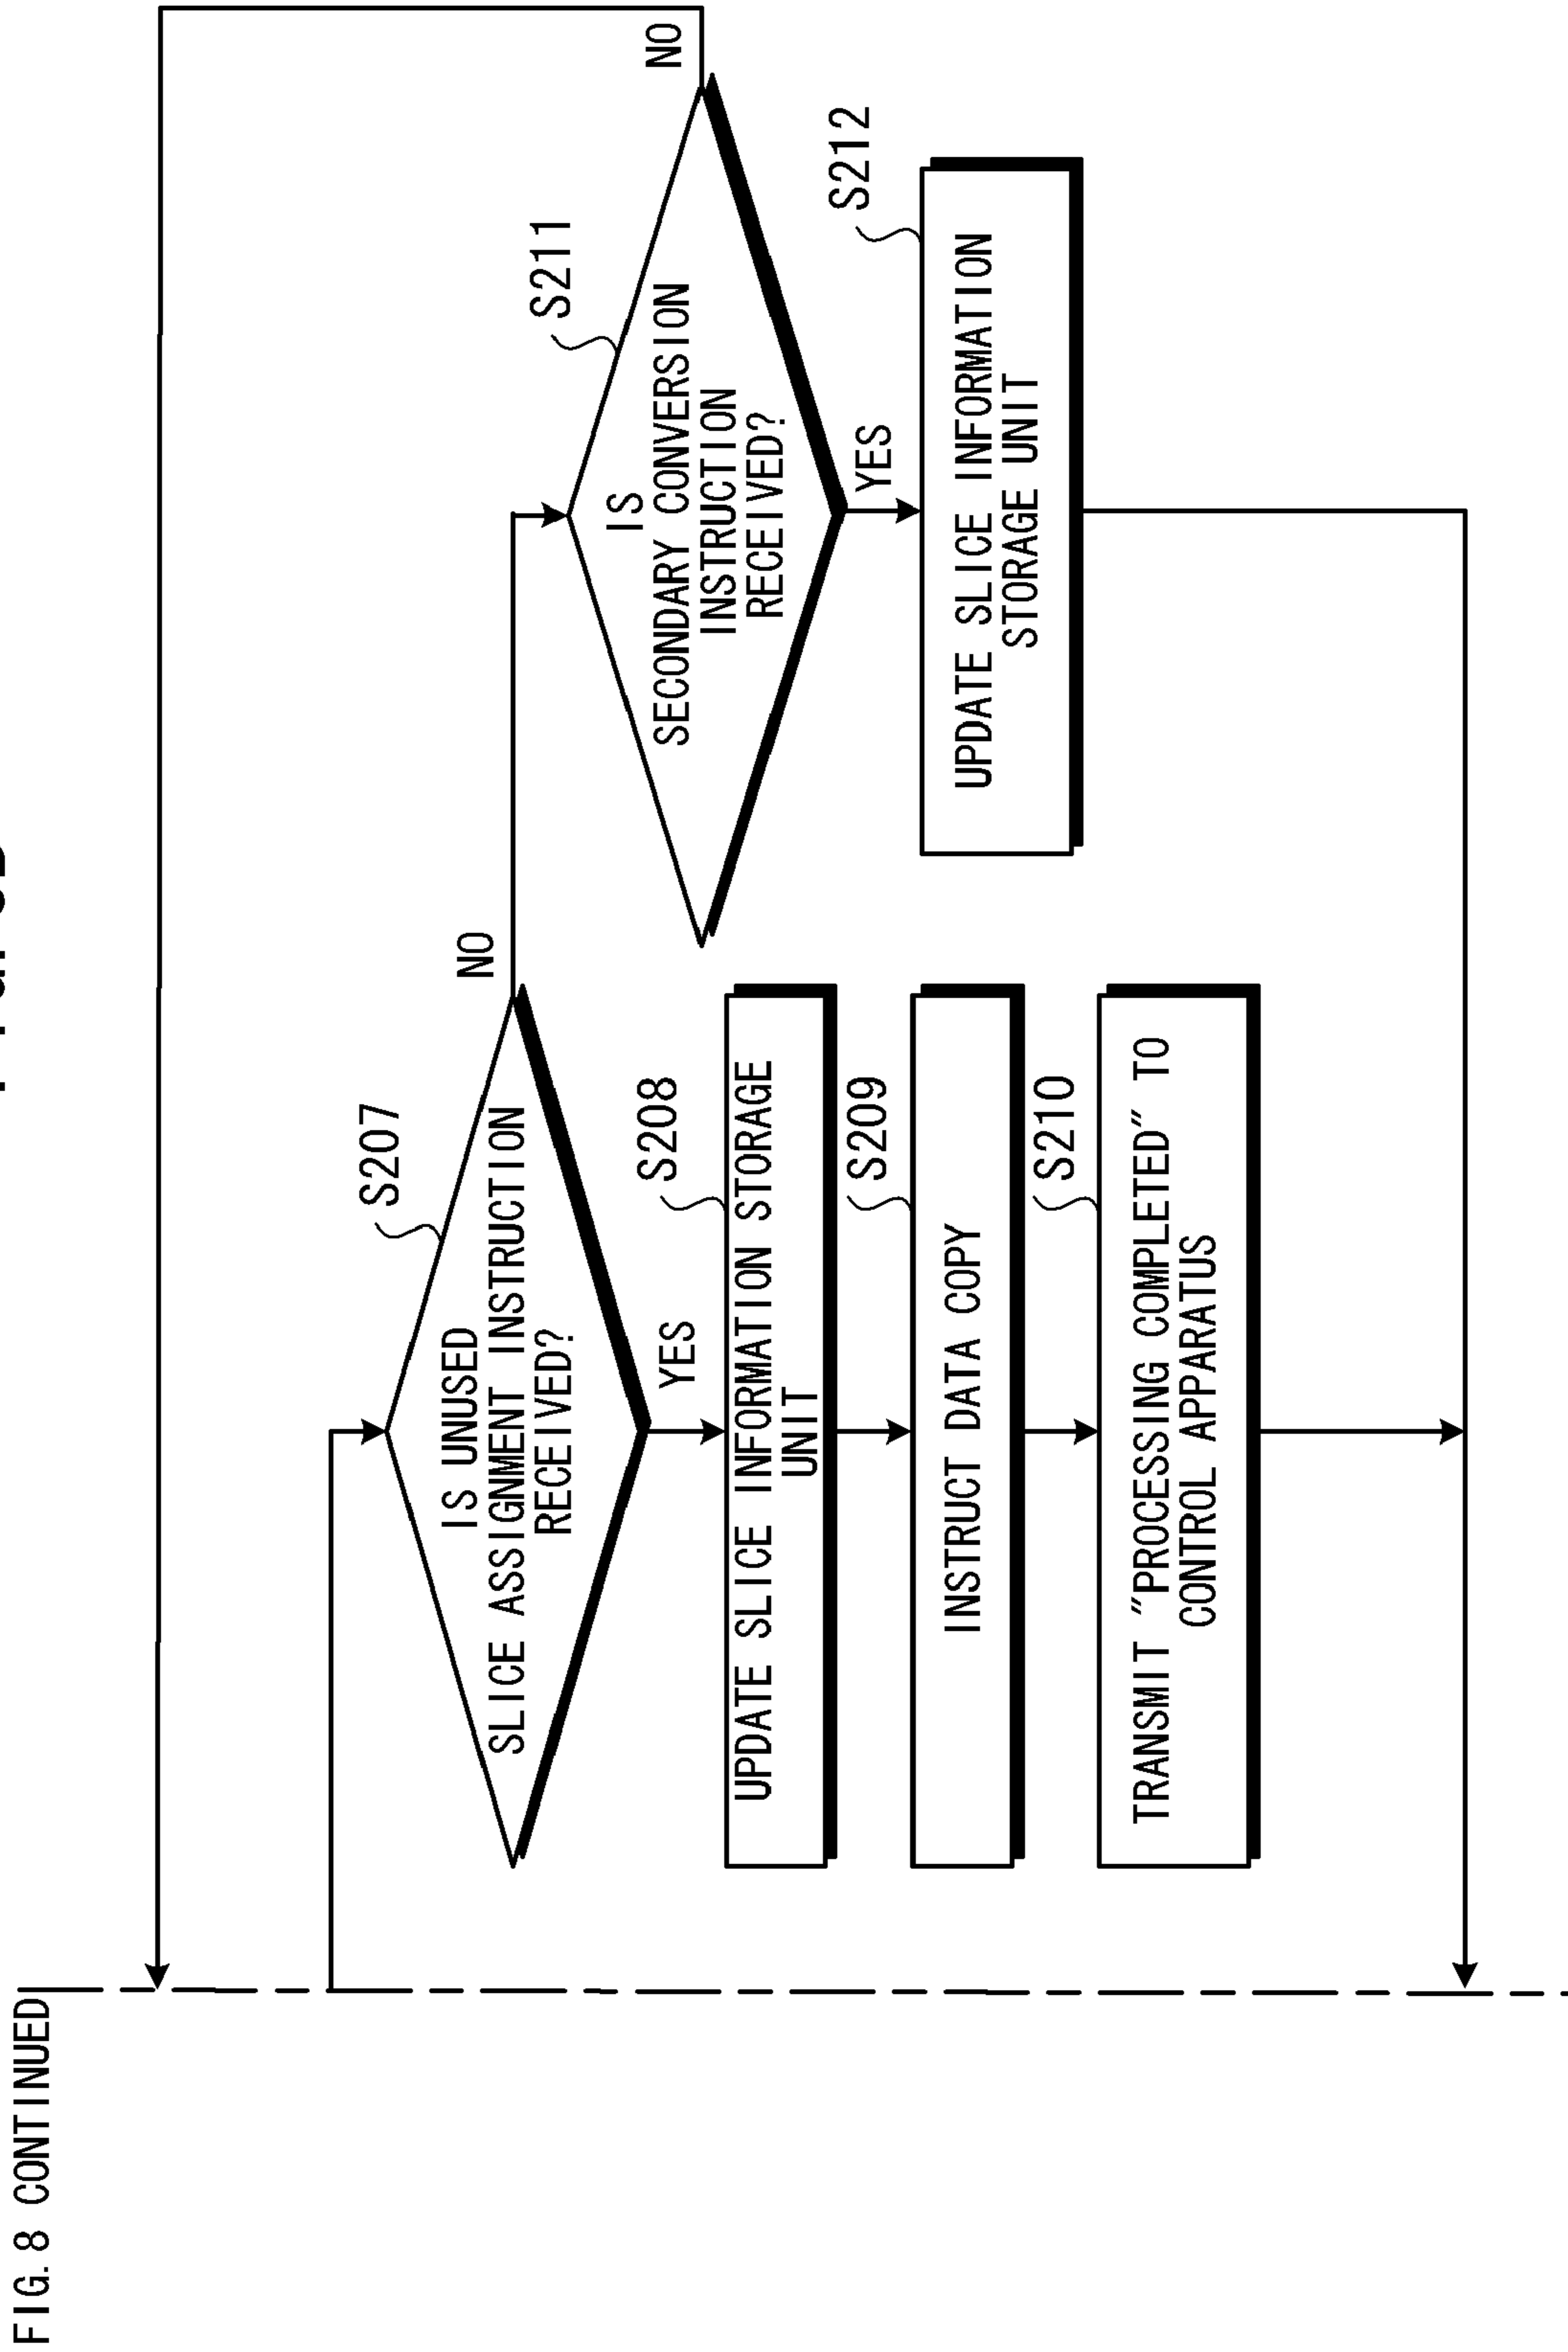 FIG. 8 CONTINUED
S207
IS UNUSED
SLICE ASSIGNMENT INSTRUCTION
RECEIVED?
NO
YES
S208
UPDATE SLICE INFORMATION STORAGE
UNIT
S209
INSTRUCT DATA COPY
S210
TRANSMIT "PROCESSING COMPLETED" TO
CONTROL APPARATUS
S211
IS
SECONDARY CONVERSION
INSTRUCTION
RECEIVED?
NO
YES
S212
UPDATE SLICE INFORMATION
STORAGE UNIT